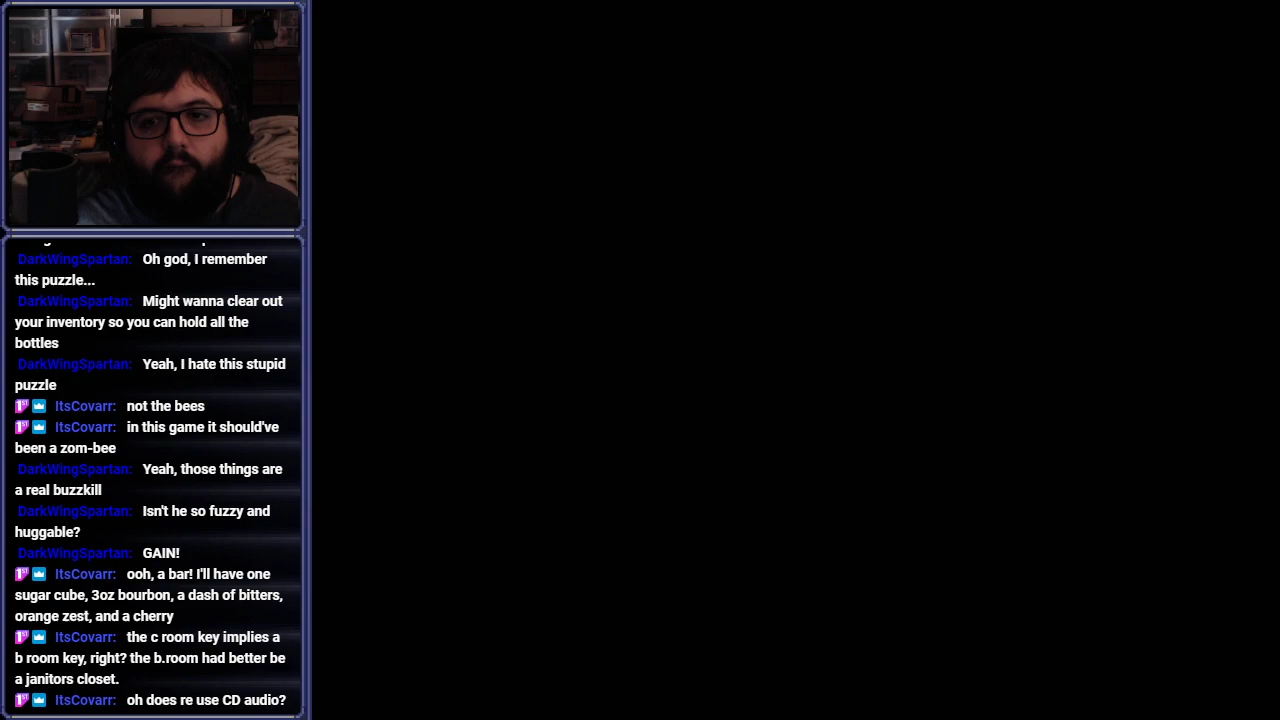 DarkWingSpartan: Oh god, I remember
this puzzle...
DarkWingSpartan: Might wanna clear out
your inventory so you can hold all the
bottles
DarkWingSpartan: Yeah, I hate this stupid
puzzle
1ST ItsCovarr: not the bees
1ST ItsCovarr: in this game it should've
been a zom-bee
DarkWingSpartan: Yeah, those things are
a real buzzkill
DarkWingSpartan: Isn't he so fuzzy and
huggable?
DarkWingSpartan: GAIN!
1ST ItsCovarr: ooh, a bar! I'll have one
sugar cube, 3oz bourbon, a dash of bitters,
orange zest, and a cherry
1ST ItsCovarr: the c room key implies a
b room key, right? the b.room had better be
a janitors closet.
1ST ItsCovarr: oh does re use CD audio?